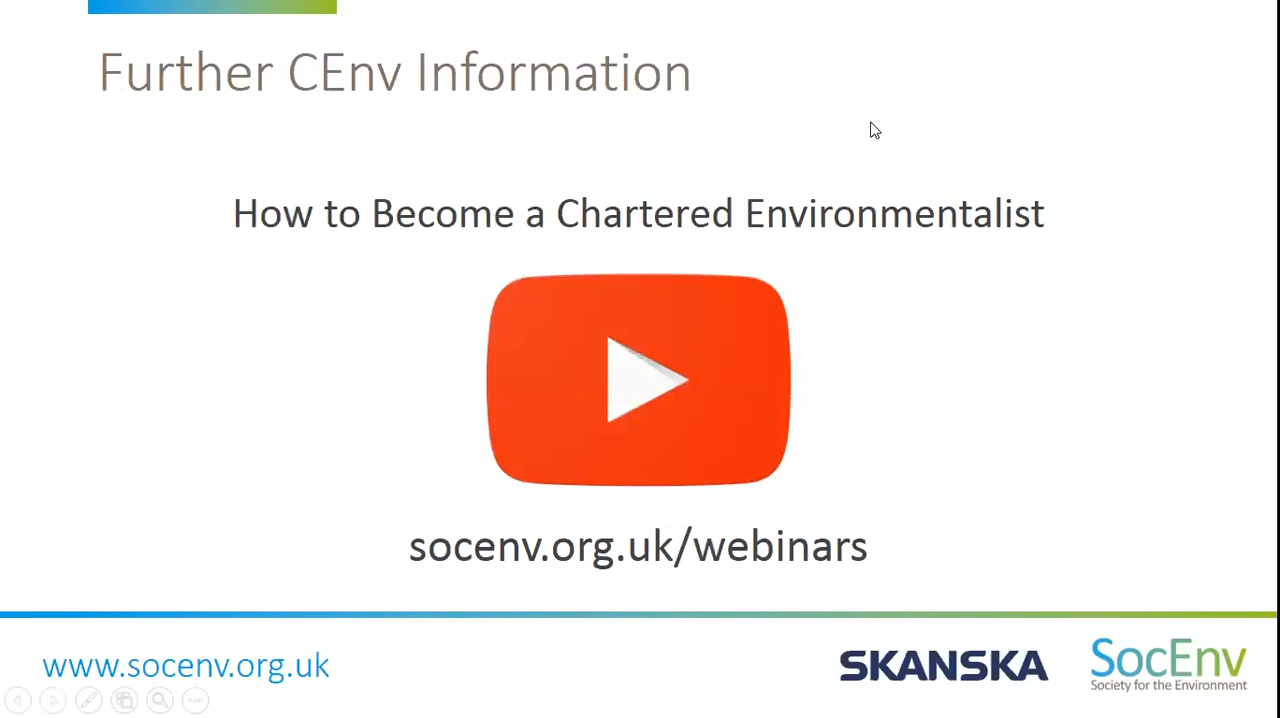 Further CEnv Information
How to Become a Chartered Environmentalist
socenv.org.uk/webinars
www.socenv.org.uk
SKANSKA
SocEnv
Society for the Environment